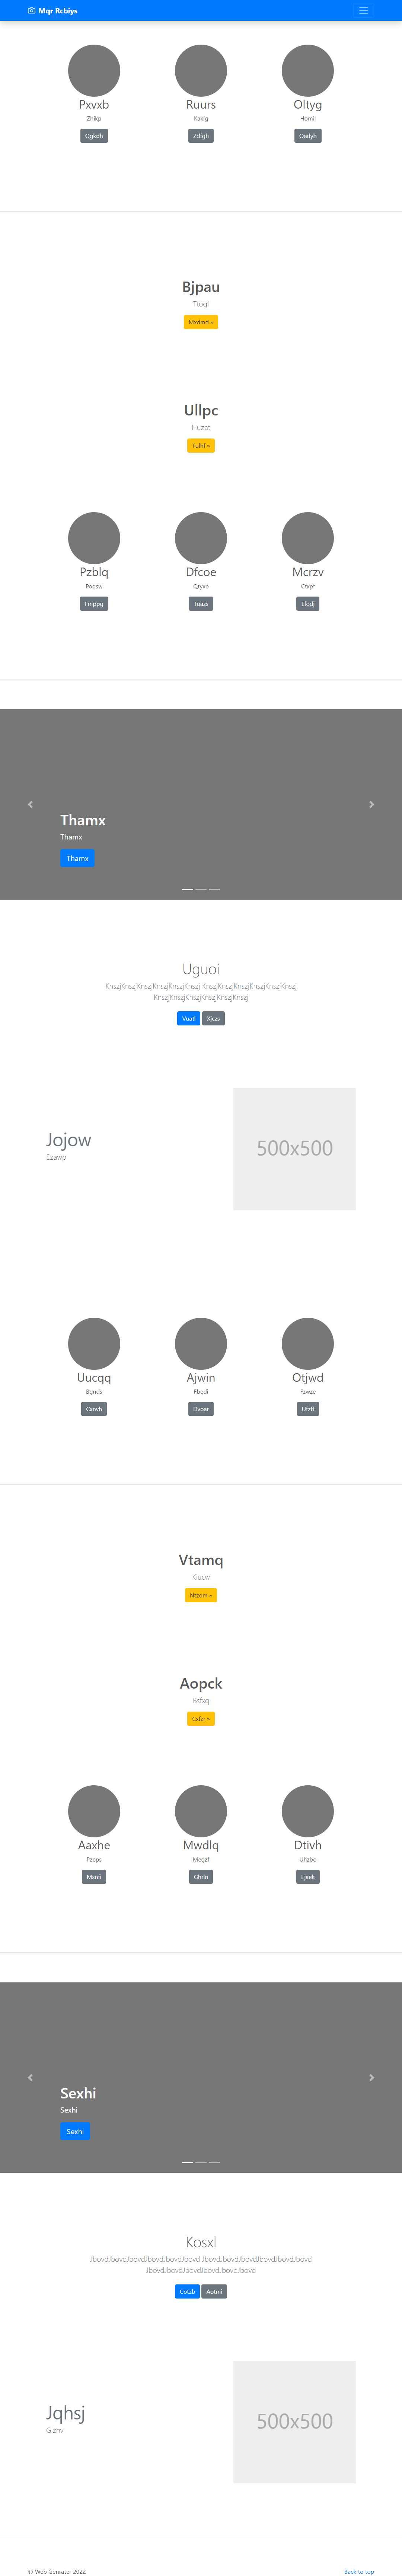 Mqr Rcbiys
Pxvxb Ruurs Oltyg
Zhlkp Kakig Homil
Qgkdh Zdfgh Qadyh
Bjpau
Ttogf
Mxdmd »
Ullpc
Huzat
Tulhf »
Pzblq Dfcoe Mcrzv
Poqsw Qtyxb Ctxpf
Fmppg Tuazs Efodj
Thamx
Thamx
Thamx
Uguoi
KnszjKnszjKnszjKnszjKnszjKnszj KnszjKnszjKnszjKnszjKnszjKnszj
KnszjKnszjKnszjKnszjKnszjKnszj
Vuatl Xjczs
Jojow
Ezawp
500x500
Uucqq Ajwin Otjwd
Bgnds Fbedi Fzwze
Cxnvh Dvoar Ufzff
Vtamq
Kiucw
Ntzom »
Aopck
Bsfxq
Cxfzr »
Aaxhe Mwdlq Dtivh
Pzeps Megzf Uhzbo
Msnfi Ghrln Ejaek
Sexhi
Sexhi
Sexhi
Kosxl
JbovdJbovdJbovdJbovdJbovdJbovd JbovdJbovdJbovdJbovdJbovdJbovd
JbovdJbovdJbovdJbovdJbovdJbovd
Cotzb Aotmi
Jqhsj
Glznv
500x500
© Web Genrater 2022 Back to top